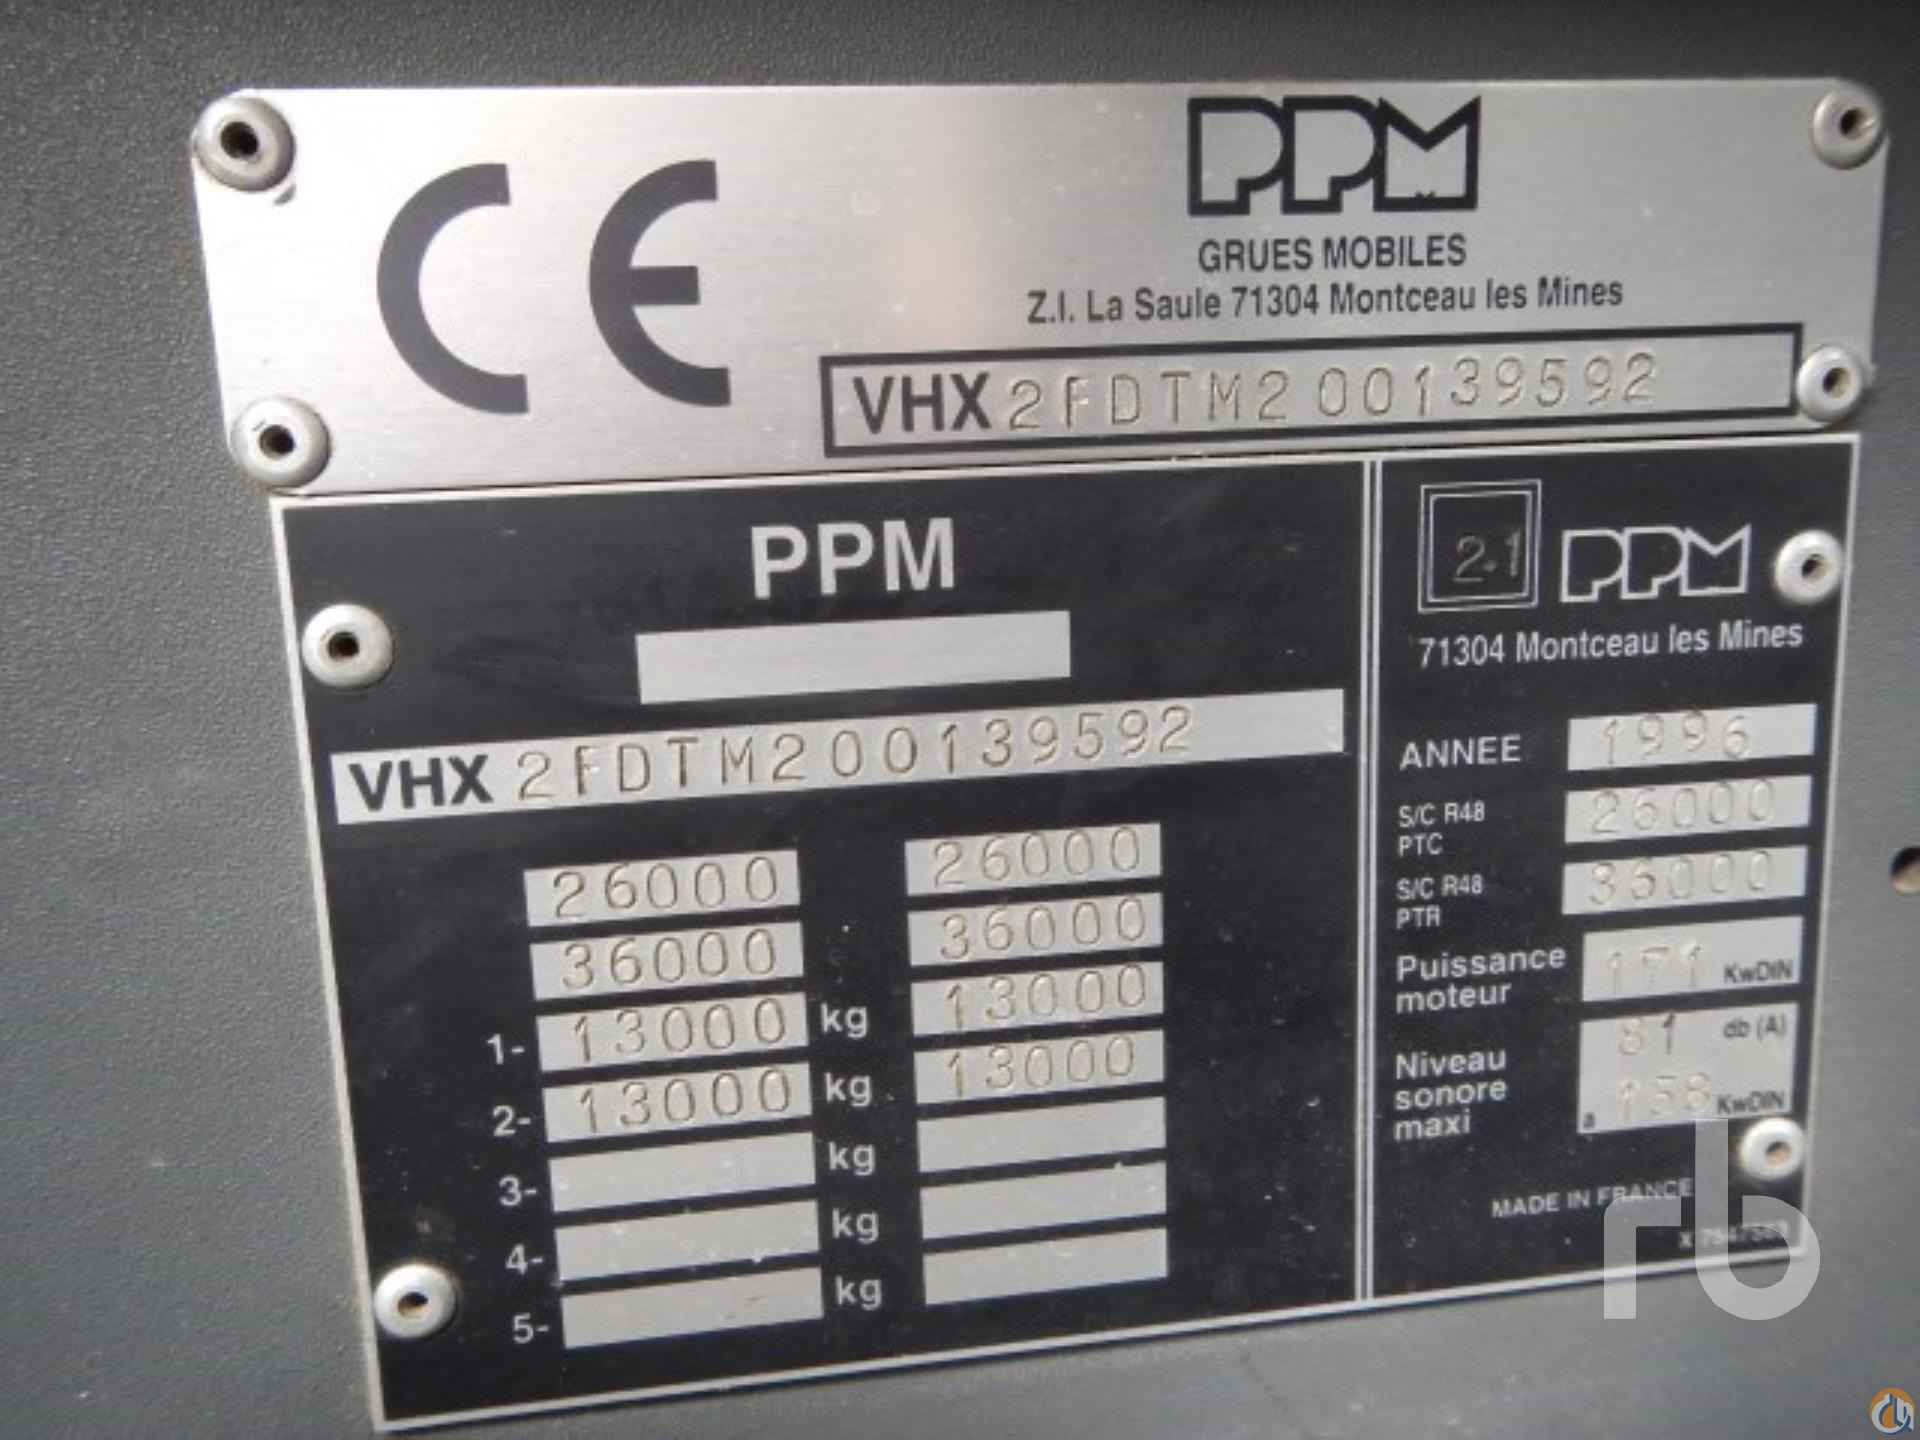 CE
PPM
GRUES MOBILES
Z.I. La Saule 71304 Montceau les Mines
VHX 2FDTM200139592
PPM
VHX 2FDTM200139592
26000 26000
36000 36000
1- 13000 kg 13000
2- 13000 kg 13000
3- kg
4- kg
5- kg
2.1 PPM
71304 Montceau les Mines
ANNEE 1996
S/C R48 PTC 26000
S/C R48 PTR 36000
Puissance moteur 171 KwDIN
Niveau sonore maxi 81 db (A)
a 158 KwDIN
MADE IN FRANCE
X
rb